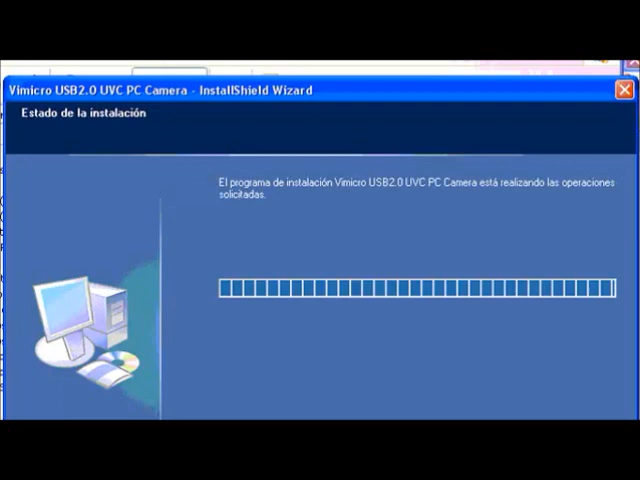 Vimicro USB2.0 UVC PC Camera - InstallShield Wizard
Estado de la instalación
El programa de instalación Vimicro USB2.0 UVC PC Camera está realizando las operaciones
solicitadas.